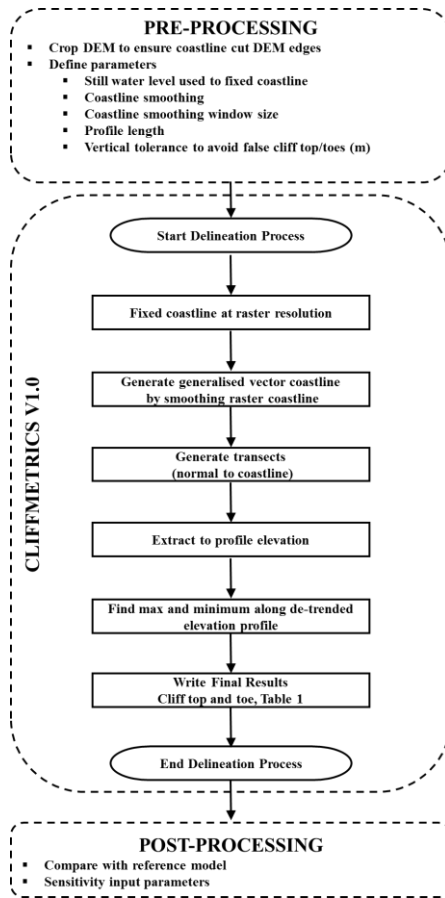 PRE-PROCESSING
▪ Crop DEM to ensure coastline cut DEM edges
▪ Define parameters
▪ Still water level used to fixed coastline
▪ Coastline smoothing
▪ Coastline smoothing window size
▪ Profile length
▪ Vertical tolerance to avoid false cliff top/toes (m)
CLIFFMETRICS V1.0
Start Delineation Process
Fixed coastline at raster resolution
Generate generalised vector coastline
by smoothing raster coastline
Generate transects
(normal to coastline)
Extract to profile elevation
Find max and minimum along de-trended
elevation profile
Write Final Results
Cliff top and toe, Table 1
End Delineation Process
POST-PROCESSING
▪ Compare with reference model
▪ Sensitivity input parameters